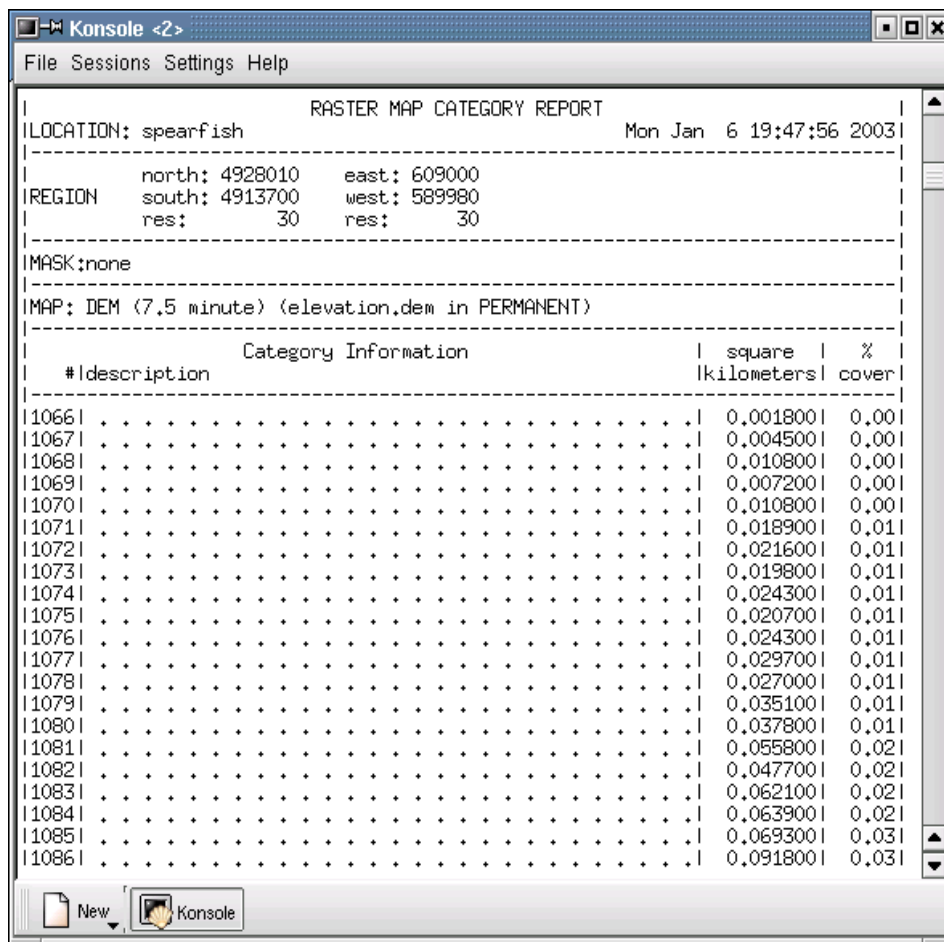 Konsole <2>
File Sessions Settings Help
| RASTER MAP CATEGORY REPORT |
|LOCATION: spearfish Mon Jan 6 19:47:56 2003|
|-----------------------------------------------------------------------------|
| north: 4928010 east: 609000 |
|REGION south: 4913700 west: 589980 |
| res: 30 res: 30 |
|-----------------------------------------------------------------------------|
|MASK:none |
|-----------------------------------------------------------------------------|
|MAP: DEM (7.5 minute) (elevation.dem in PERMANENT) |
|-----------------------------------------------------------------------------|
| Category Information | square | % |
| #|description |kilometers| cover|
|-----------------------------------------------------------------------------|
|1066| . . . . . . . . . . . . . . . . . . . . . . . . . . .| 0.001800| 0.00|
|1067| . . . . . . . . . . . . . . . . . . . . . . . . . . .| 0.004500| 0.00|
|1068| . . . . . . . . . . . . . . . . . . . . . . . . . . .| 0.010800| 0.00|
|1069| . . . . . . . . . . . . . . . . . . . . . . . . . . .| 0.007200| 0.00|
|1070| . . . . . . . . . . . . . . . . . . . . . . . . . . .| 0.010800| 0.00|
|1071| . . . . . . . . . . . . . . . . . . . . . . . . . . .| 0.018900| 0.01|
|1072| . . . . . . . . . . . . . . . . . . . . . . . . . . .| 0.021600| 0.01|
|1073| . . . . . . . . . . . . . . . . . . . . . . . . . . .| 0.019800| 0.01|
|1074| . . . . . . . . . . . . . . . . . . . . . . . . . . .| 0.024300| 0.01|
|1075| . . . . . . . . . . . . . . . . . . . . . . . . . . .| 0.020700| 0.01|
|1076| . . . . . . . . . . . . . . . . . . . . . . . . . . .| 0.024300| 0.01|
|1077| . . . . . . . . . . . . . . . . . . . . . . . . . . .| 0.029700| 0.01|
|1078| . . . . . . . . . . . . . . . . . . . . . . . . . . .| 0.027000| 0.01|
|1079| . . . . . . . . . . . . . . . . . . . . . . . . . . .| 0.035100| 0.01|
|1080| . . . . . . . . . . . . . . . . . . . . . . . . . . .| 0.037800| 0.01|
|1081| . . . . . . . . . . . . . . . . . . . . . . . . . . .| 0.055800| 0.02|
|1082| . . . . . . . . . . . . . . . . . . . . . . . . . . .| 0.047700| 0.02|
|1083| . . . . . . . . . . . . . . . . . . . . . . . . . . .| 0.062100| 0.02|
|1084| . . . . . . . . . . . . . . . . . . . . . . . . . . .| 0.063900| 0.02|
|1085| . . . . . . . . . . . . . . . . . . . . . . . . . . .| 0.069300| 0.03|
|1086| . . . . . . . . . . . . . . . . . . . . . . . . . . .| 0.091800| 0.03|
New Konsole